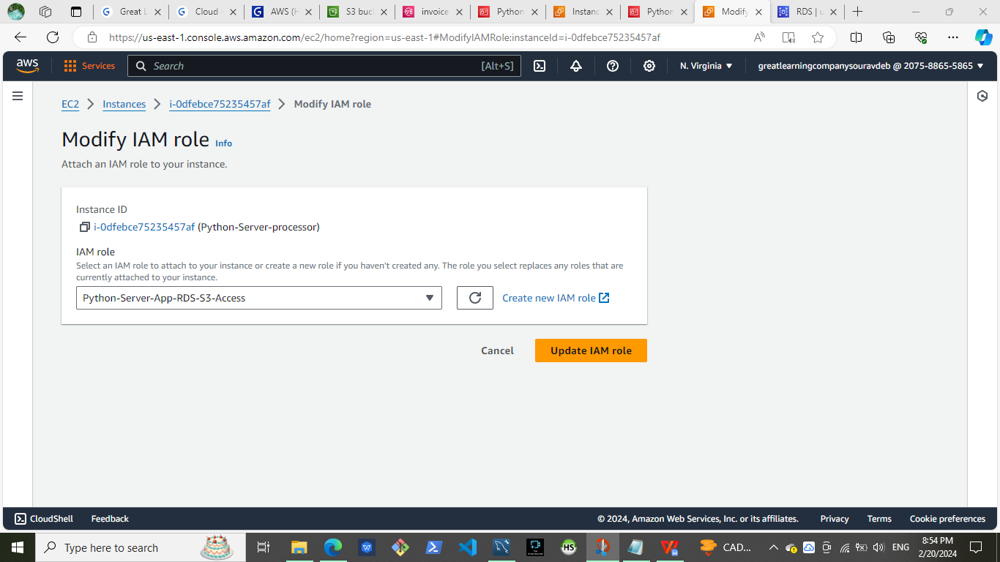 Great L
Cloud -
AWS (H
S3 buc
invoice
Python
Instanc
Python
Modify
RDS | u
https://us-east-1.console.aws.amazon.com/ec2/home?region=us-east-1#ModifyIAMRole:instanceId=i-0dfebce75235457af
aws
Services
Search
[Alt+S]
N. Virginia
greatlearningcompanysouravdeb @ 2075-8865-5865
EC2 Instances i-0dfebce75235457af Modify IAM role
Modify IAM role Info
Attach an IAM role to your instance.
Instance ID
i-0dfebce75235457af (Python-Server-processor)
IAM role
Select an IAM role to attach to your instance or create a new role if you haven't created any. The role you select replaces any roles that are
currently attached to your instance.
Python-Server-App-RDS-S3-Access
Create new IAM role
Cancel
Update IAM role
CloudShell Feedback
© 2024, Amazon Web Services, Inc. or its affiliates. Privacy Terms Cookie preferences
Type here to search
HS
CAD...
ENG
8:54 PM
2/20/2024